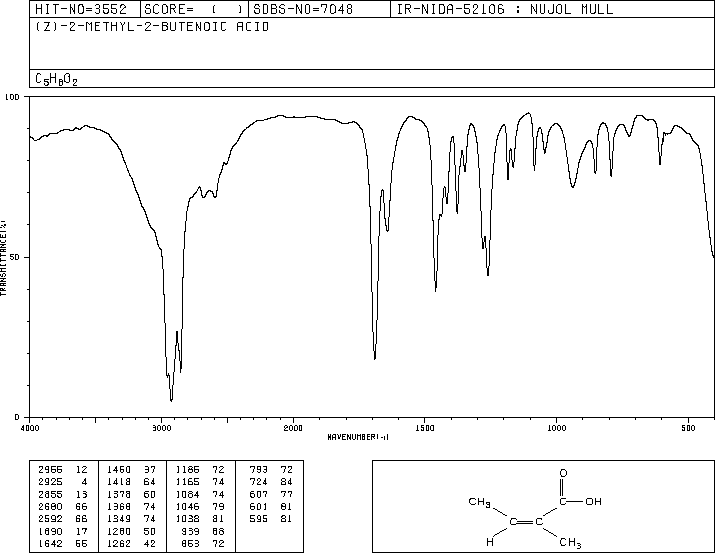 HIT-NO=3552 SCORE= ( ) SDBS-NO=7048 IR-NIDA-52106 : NUJOL MULL
(Z)-2-METHYL-2-BUTENOIC ACID
C5H8O2
100
50
0
TRANSMITTANCE(%)
4000 3000 2000 1500 1000 500
WAVENUMBER(-1)
2966 12 1460 37 1186 72 793 72
2925 4 1418 64 1165 74 724 84
2855 13 1378 60 1084 74 607 77
2680 66 1368 74 1046 79 601 81
2592 66 1349 74 1038 81 595 81
1690 17 1280 50 939 68
1642 55 1262 42 853 72
O
CH3 C OH
C C
H CH3